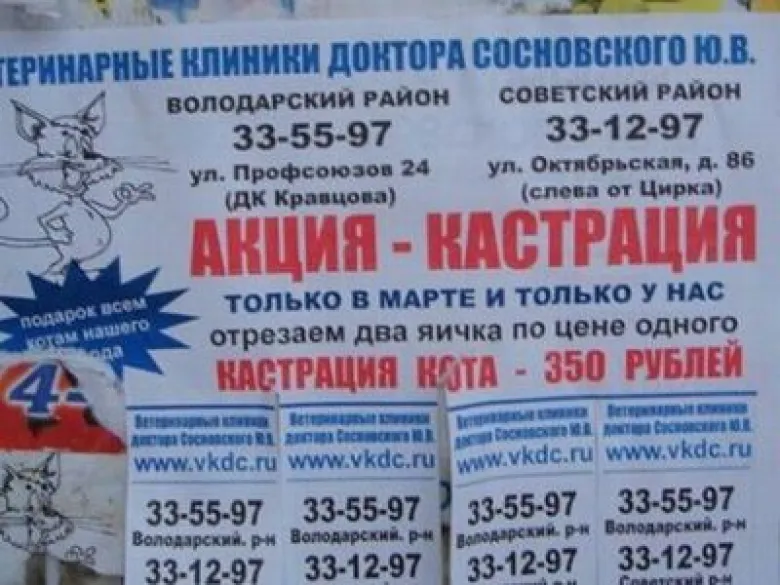 ВЕТЕРИНАРНЫЕ КЛИНИКИ ДОКТОРА СОСНОВСКОГО Ю.В.
ВОЛОДАРСКИЙ РАЙОН
33-55-97
ул. Профсоюзов 24
(ДК Кравцова)
СОВЕТСКИЙ РАЙОН
33-12-97
ул. Октябрьская, д. 86
(слева от Цирка)
АКЦИЯ - КАСТРАЦИЯ
подарок всем
котам нашего
ТОЛЬКО В МАРТЕ И ТОЛЬКО У НАС
отрезаем два яичка по цене одного
КАСТРАЦИЯ КОТА - 350 РУБЛЕЙ
4-
Ветеринарные клиники
доктора Сосновского Ю.В.
www.vkdc.ru
33-55-97
Володарский. р-н
33-12-97
Ветеринарные клиники
доктора Сосновского Ю.В.
www.vkdc.ru
33-55-97
Володарский. р-н
33-12-97
Ветеринарные клиники
доктора Сосновского Ю.В.
www.vkdc.ru
33-55-97
Володарский. р-н
33-12-97
Ветеринарные клиники
доктора Сосновского Ю.В.
www.vkdc.ru
33-55-97
Володарский. р-н
33-12-97
Советский р-н